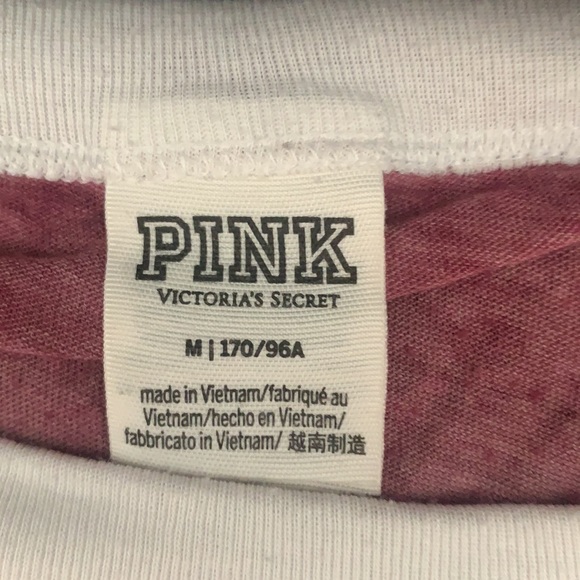 PINK
VICTORIA'S SECRET
M | 170/96A
made in Vietnam/fabriqué au
Vietnam/hecho en Vietnam/
fabbricato in Vietnam/ 越南制造